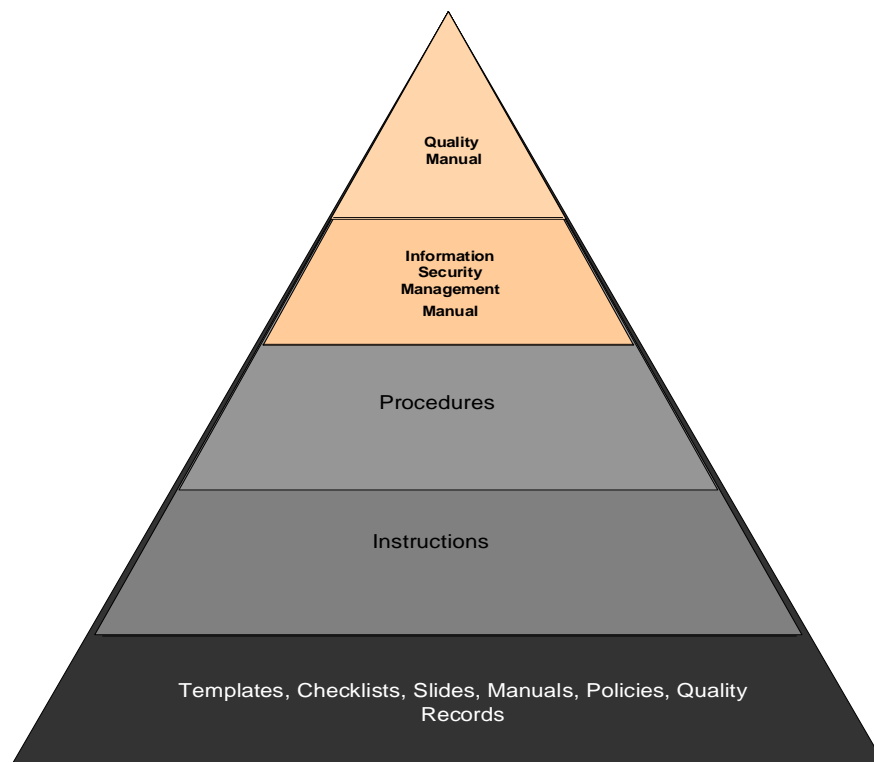 Quality
Manual
Information
Security
Management
Manual
Procedures
Instructions
Templates, Checklists, Slides, Manuals, Policies, Quality
Records